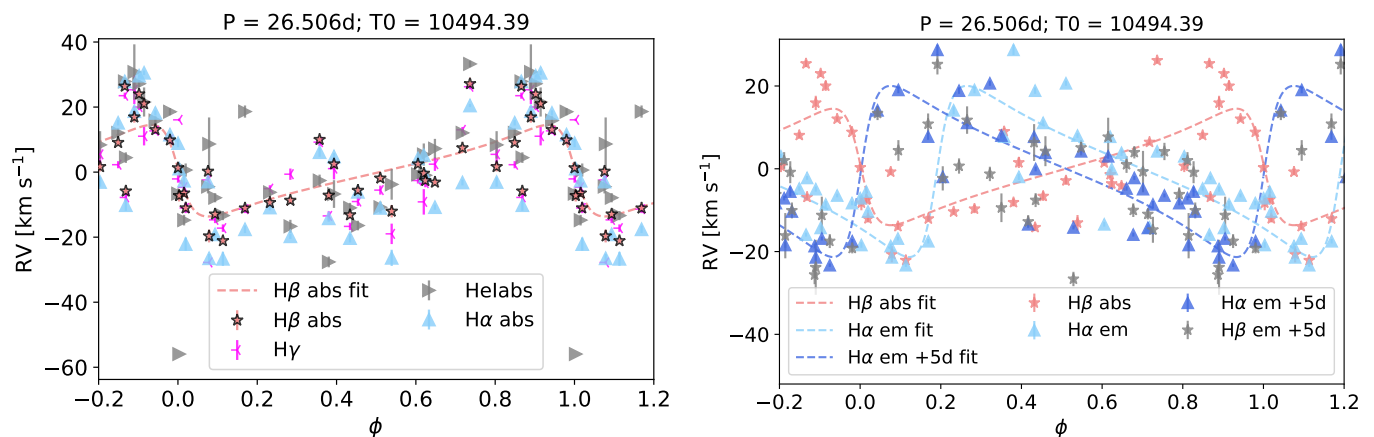 P = 26.506d; T0 = 10494.39
40
20
0
−20
−40
−60
RV [km s⁻¹]
Hβ abs fit
Hβ abs
Hγ
HeIabs
Hα abs
−0.2 0.0 0.2 0.4 0.6 0.8 1.0 1.2
ϕ
P = 26.506d; T0 = 10494.39
20
0
−20
−40
RV [km s⁻¹]
Hβ abs fit
Hα em fit
Hα em +5d fit
Hβ abs
Hα em
Hα em +5d
Hβ em +5d
−0.2 0.0 0.2 0.4 0.6 0.8 1.0 1.2
ϕ